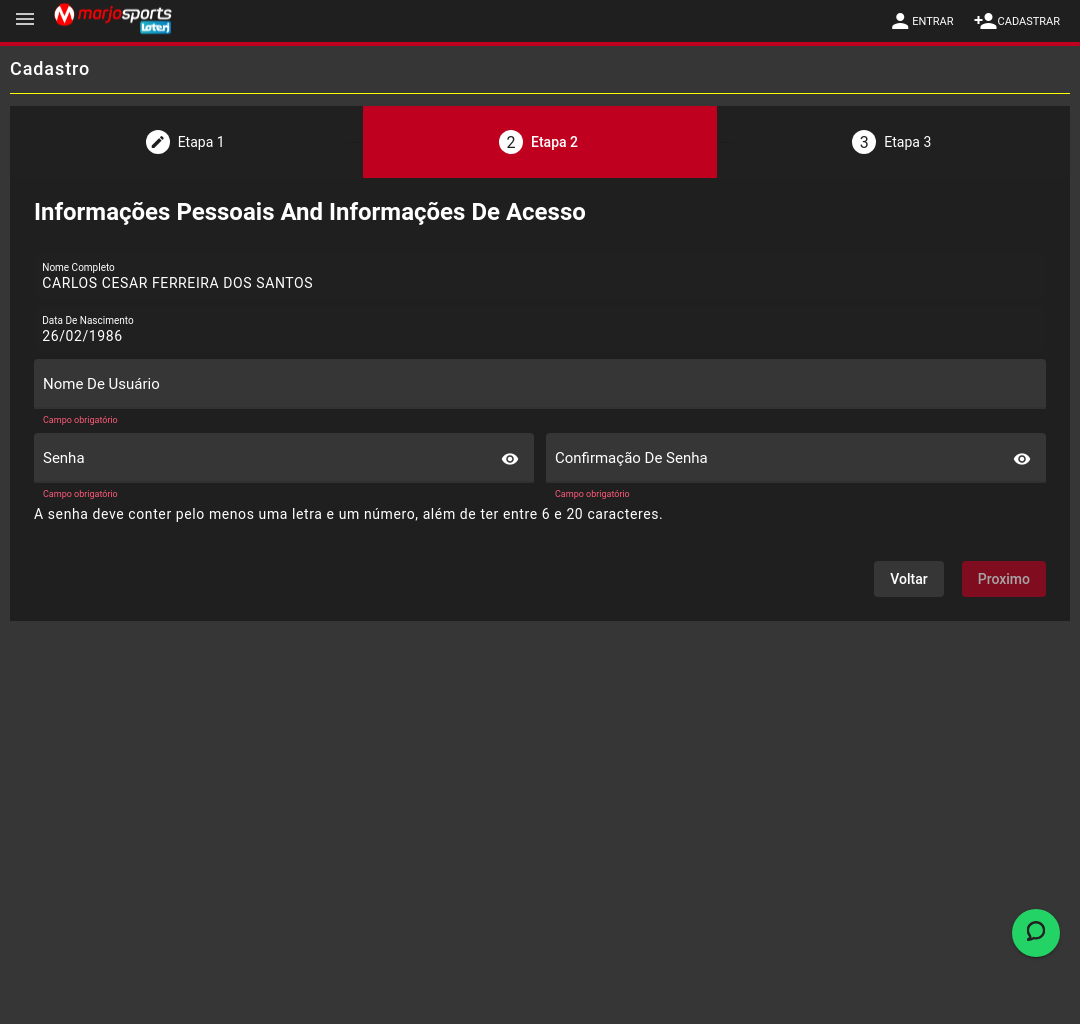 marjosports
Loterj
ENTRAR
CADASTRAR
Cadastro
Etapa 1
2 Etapa 2
3 Etapa 3
Informações Pessoais And Informações De Acesso
Nome Completo
CARLOS CESAR FERREIRA DOS SANTOS
Data De Nascimento
26/02/1986
Nome De Usuário
Campo obrigatório
Senha
Confirmação De Senha
Campo obrigatório
Campo obrigatório
A senha deve conter pelo menos uma letra e um número, além de ter entre 6 e 20 caracteres.
Voltar
Proximo